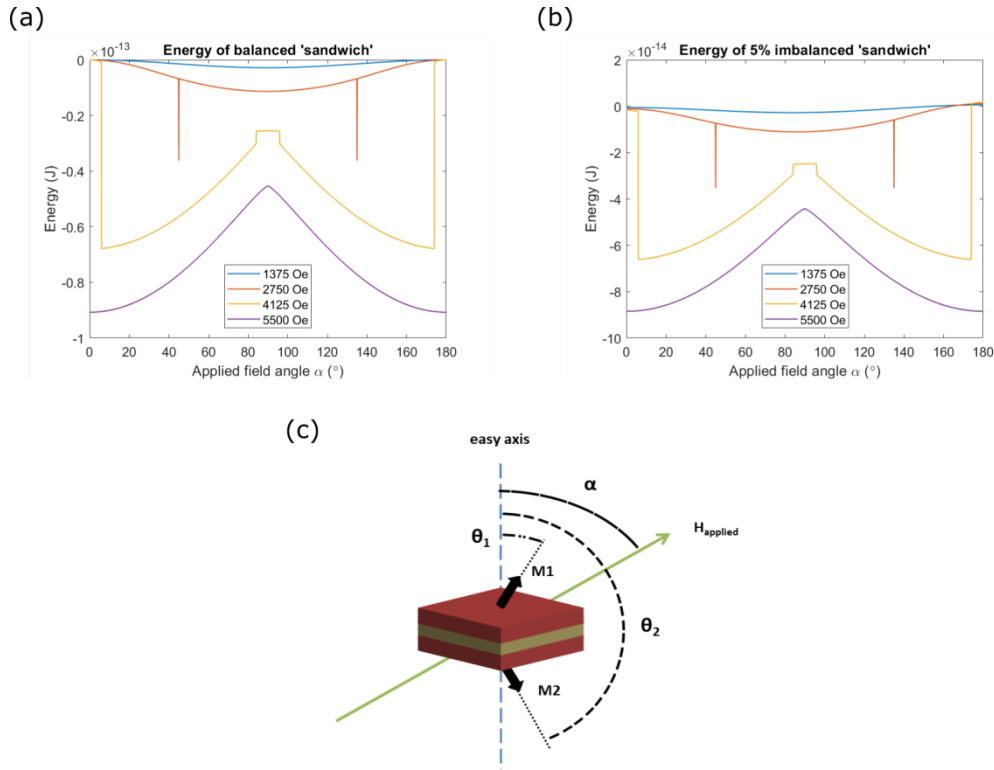 (a)
×10⁻¹³
Energy of balanced 'sandwich'
0
-0.2
-0.4
-0.6
-0.8
-1
Energy (J)
1375 Oe
2750 Oe
4125 Oe
5500 Oe
0 20 40 60 80 100 120 140 160 180
Applied field angle α (°)
(b)
×10⁻¹⁴
Energy of 5% imbalanced 'sandwich'
2
0
-2
-4
-6
-8
-10
Energy (J)
1375 Oe
2750 Oe
4125 Oe
5500 Oe
0 20 40 60 80 100 120 140 160 180
Applied field angle α (°)
(c)
easy axis
α
H applied
θ1
M1
θ2
M2